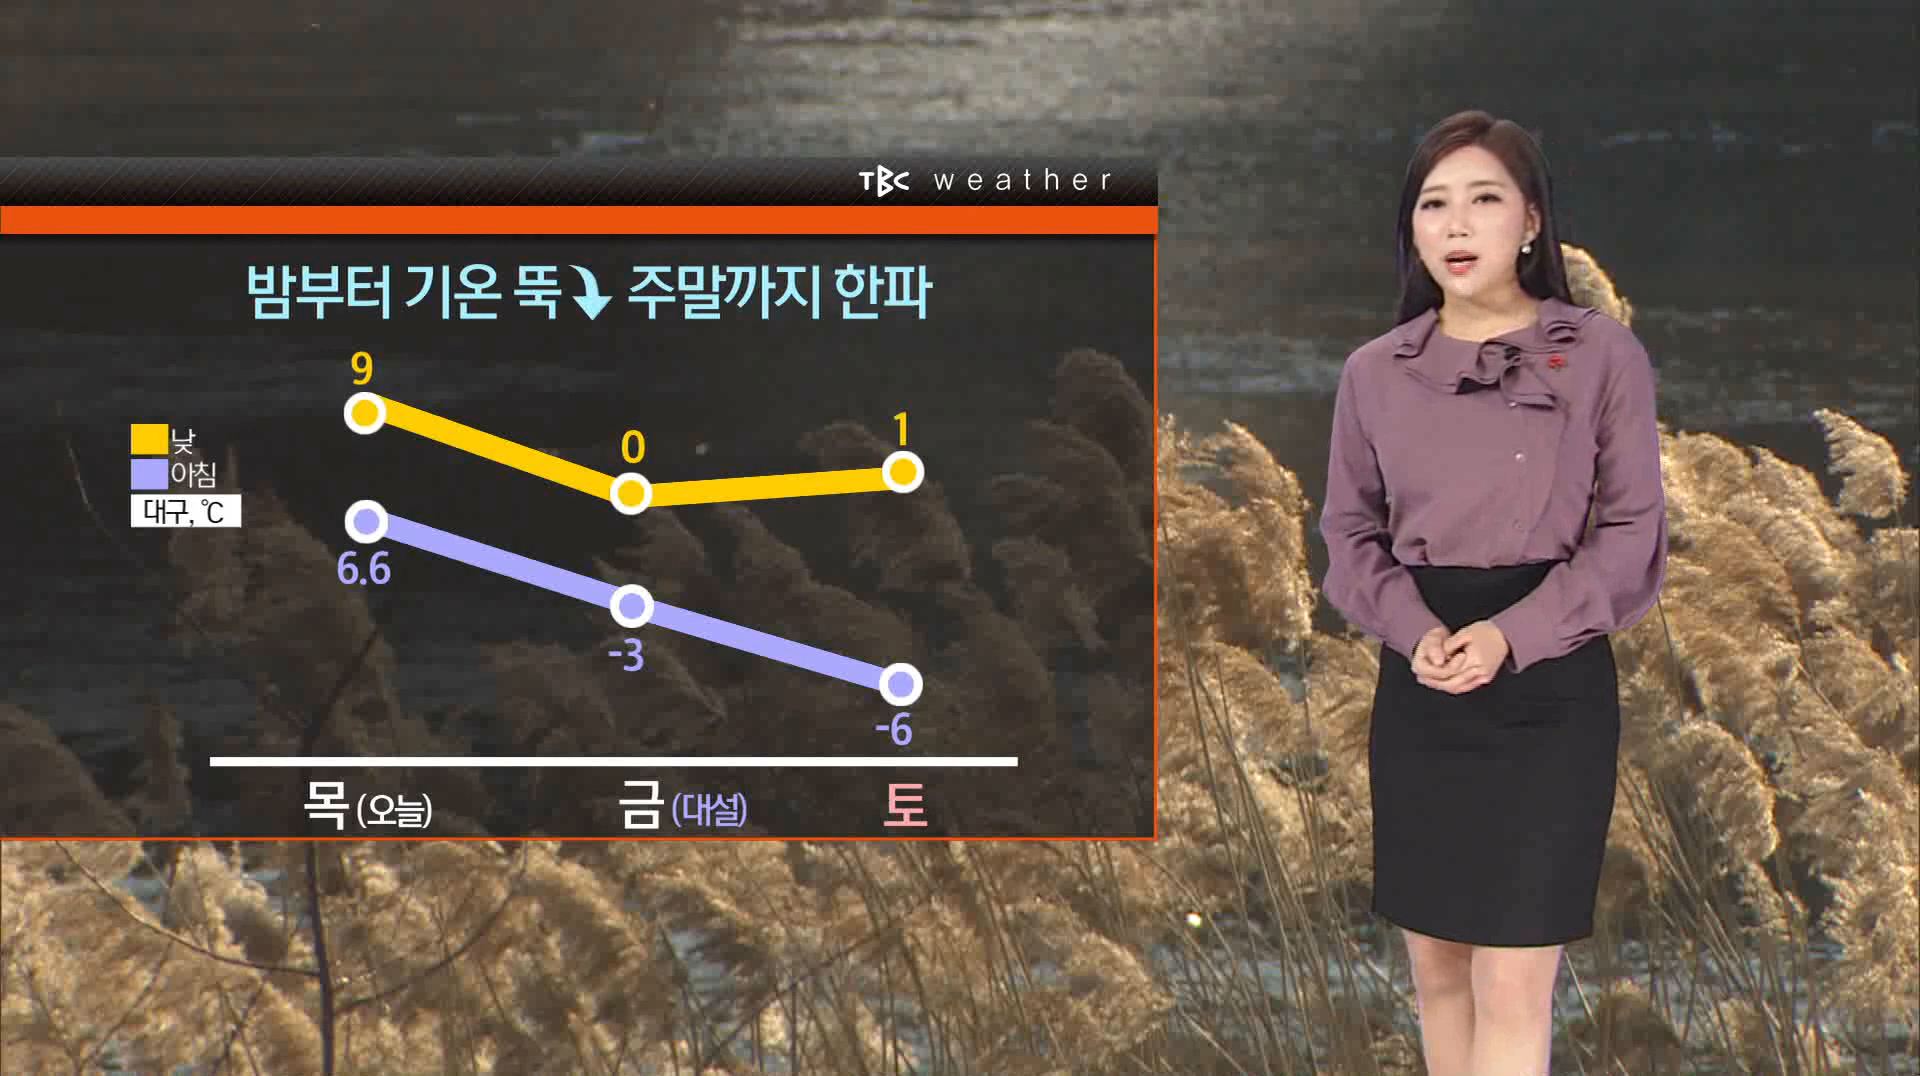 TBC weather
밤부터 기온 뚝 주말까지 한파
9
0
1
낮
아침
대구, ℃
6.6
-3
-6
목 (오늘) 금 (대설) 토